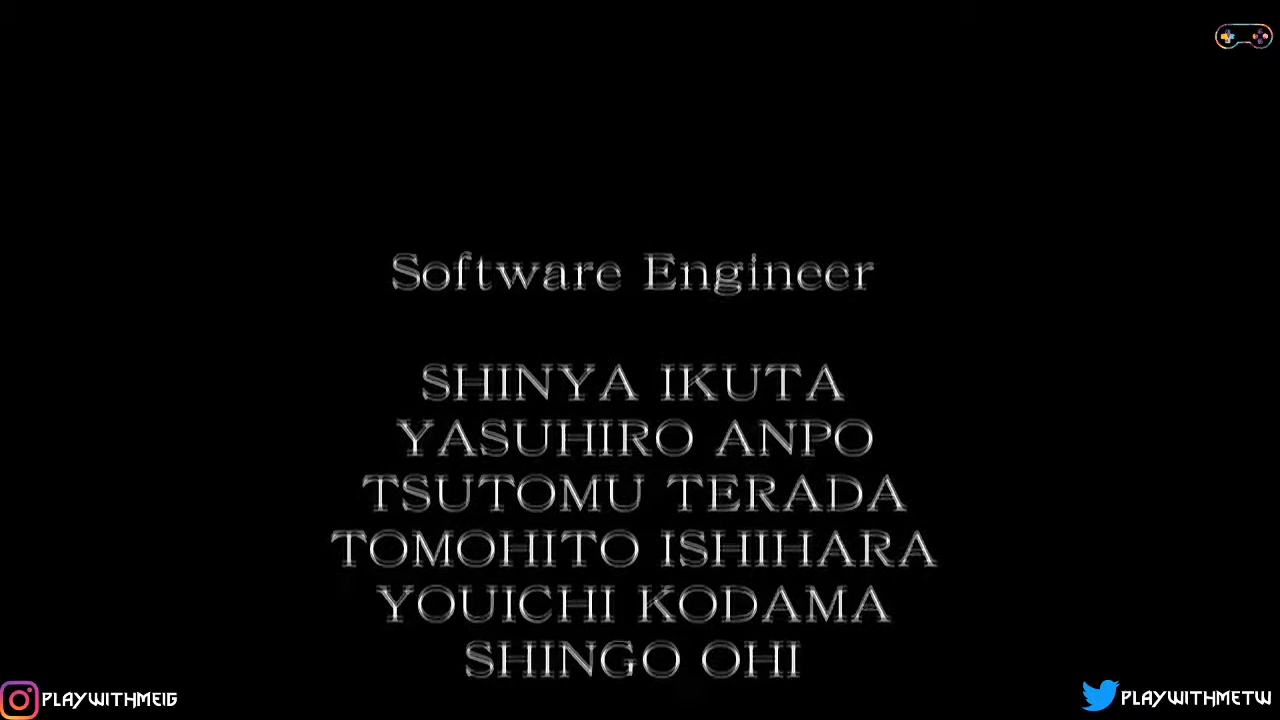 Software Engineer
SHINYA IKUTA
YASUHIRO ANPO
TSUTOMU TERADA
TOMOHITO ISHIHARA
YOUICHI KODAMA
SHINGO OHI
PLAYWITHMEIG
PLAYWITHMETW